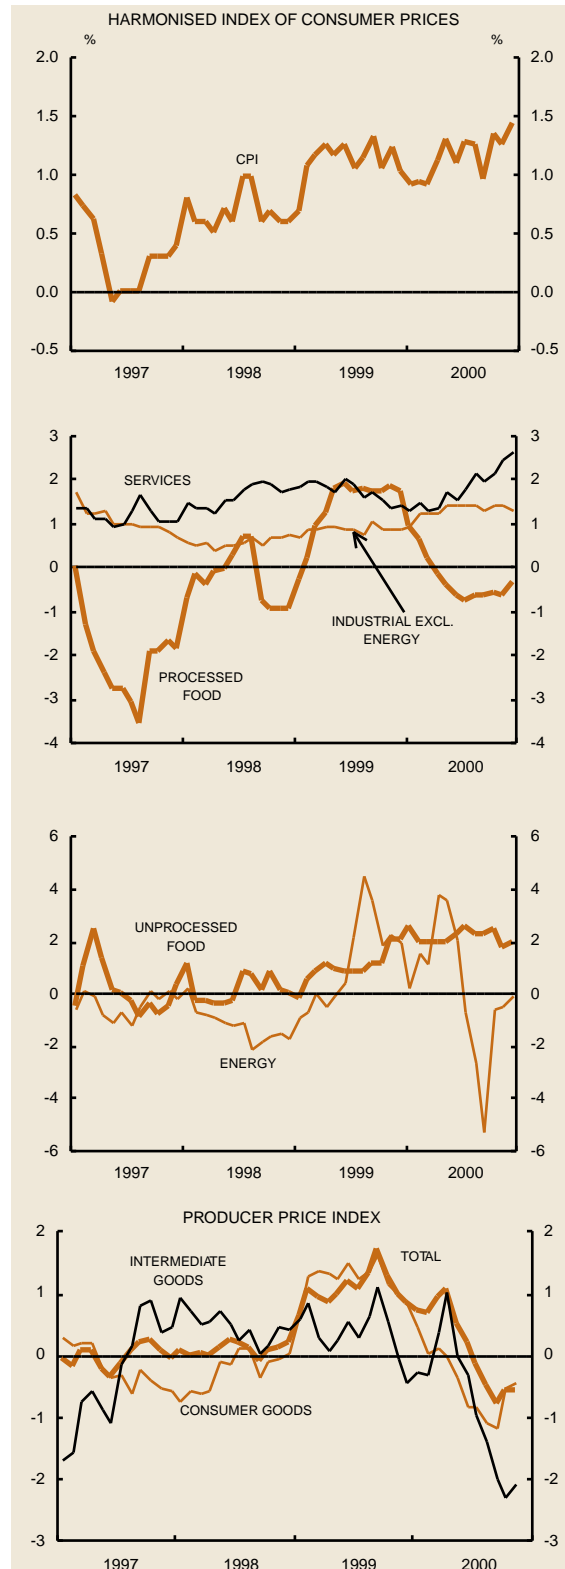 HARMONISED INDEX OF CONSUMER PRICES
% %
2.0 2.0
1.5 1.5
CPI
1.0 1.0
0.5 0.5
0.0 0.0
-0.5 -0.5
1997 1998 1999 2000
3 3
SERVICES
2 2
1 1
0 0
-1 -1
INDUSTRIAL EXCL.
ENERGY
-2 -2
PROCESSED
FOOD
-3 -3
-4 -4
1997 1998 1999 2000
6 6
4 4
UNPROCESSED
FOOD
2 2
0 0
-2 -2
ENERGY
-4 -4
-6 -6
1997 1998 1999 2000
PRODUCER PRICE INDEX
2 2
INTERMEDIATE
GOODS
TOTAL
1 1
0 0
CONSUMER GOODS
-1 -1
-2 -2
-3 -3
1997 1998 1999 2000